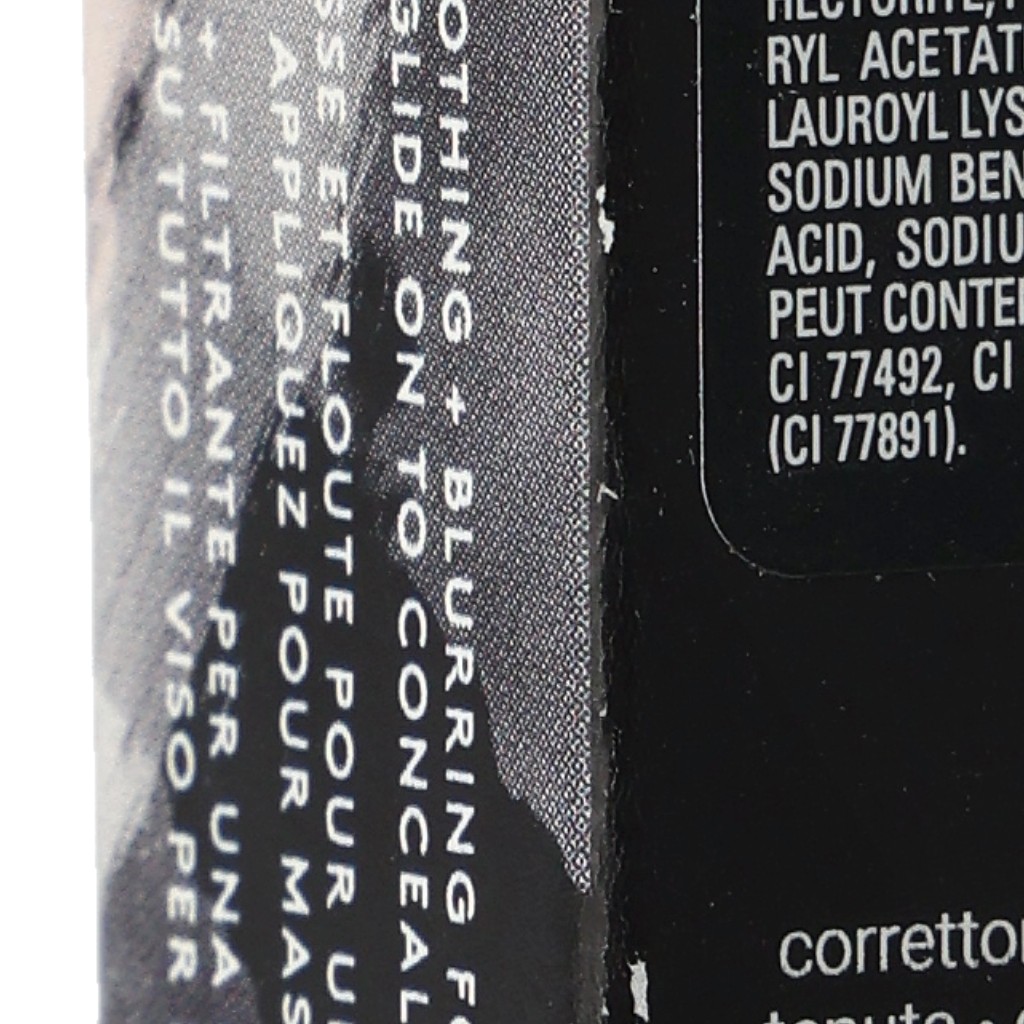 OTHING + BLURRING
GLIDE ON TO CONCEAL
SSE ET FLOUTE POUR
APPLIQUEZ POUR MAS
+ FILTRANTE PER UNA
SU TUTTO IL VISO PER
HECTORITE,
RYL ACETAT
LAUROYL LYS
SODIUM BEN
ACID, SODIU
PEUT CONTE
CI 77492, CI
(CI 77891).
corretto